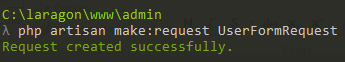 C:\laragon\www\admin
λ php artisan make:request UserFormRequest
Request created successfully.